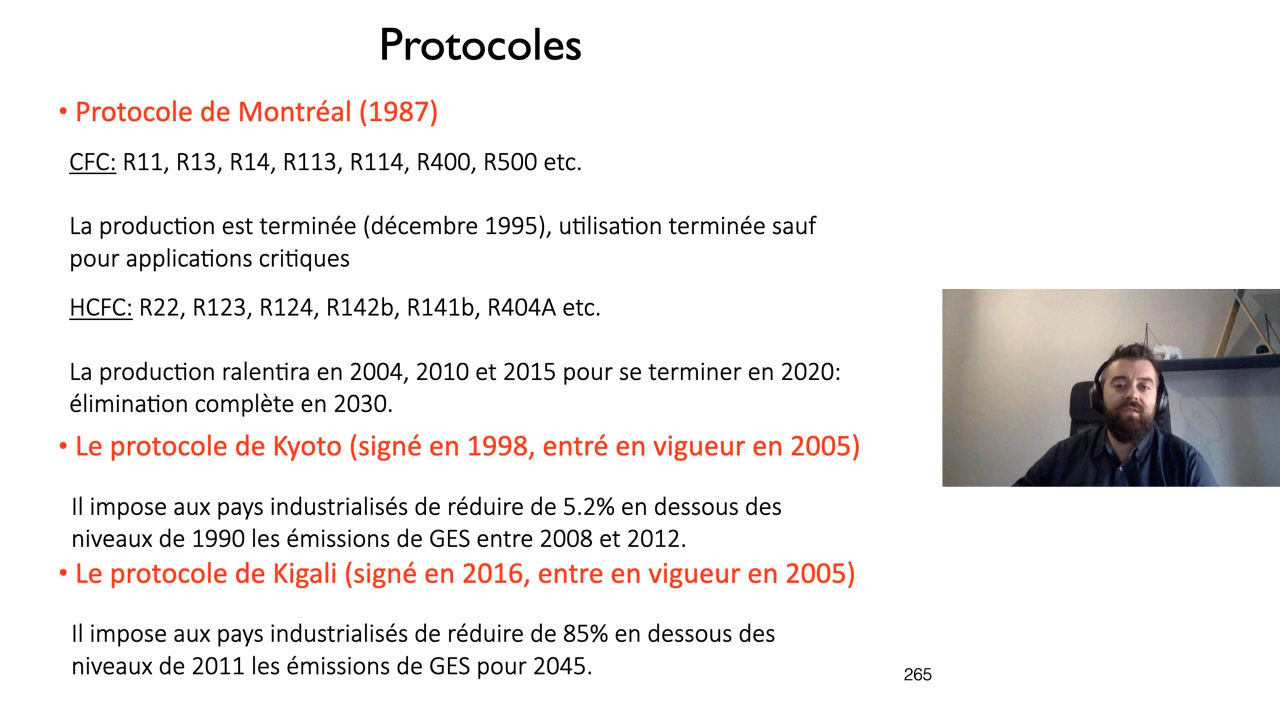 Protocoles
• Protocole de Montréal (1987)
CFC: R11, R13, R14, R113, R114, R400, R500 etc.
La production est terminée (décembre 1995), utilisation terminée sauf
pour applications critiques
HCFC: R22, R123, R124, R142b, R141b, R404A etc.
La production ralentira en 2004, 2010 et 2015 pour se terminer en 2020:
élimination complète en 2030.
• Le protocole de Kyoto (signé en 1998, entré en vigueur en 2005)
Il impose aux pays industrialisés de réduire de 5.2% en dessous des
niveaux de 1990 les émissions de GES entre 2008 et 2012.
• Le protocole de Kigali (signé en 2016, entre en vigueur en 2005)
Il impose aux pays industrialisés de réduire de 85% en dessous des
niveaux de 2011 les émissions de GES pour 2045.
265